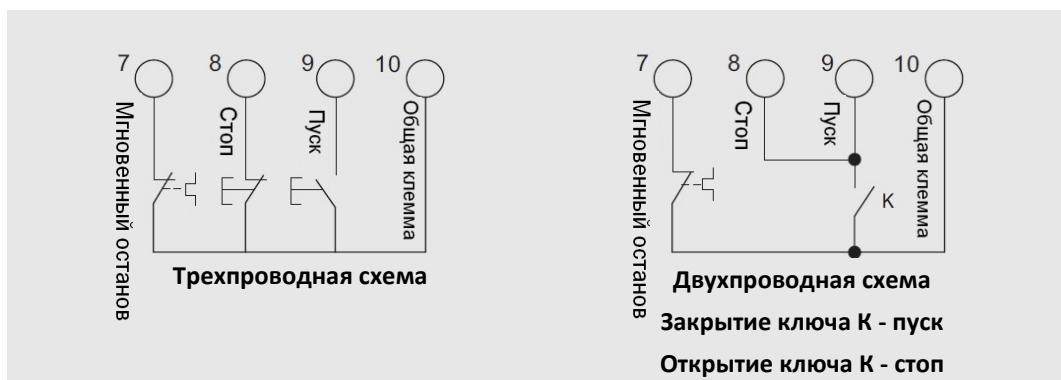 7 8 9 10
Мгновенный останов
Стоп
Пуск
Общая клемма
Трехпроводная схема
7 8 9 10
Мгновенный останов
Стоп
Пуск
Общая клемма
K
Двухпроводная схема
Закрытие ключа К - пуск
Открытие ключа К - стоп